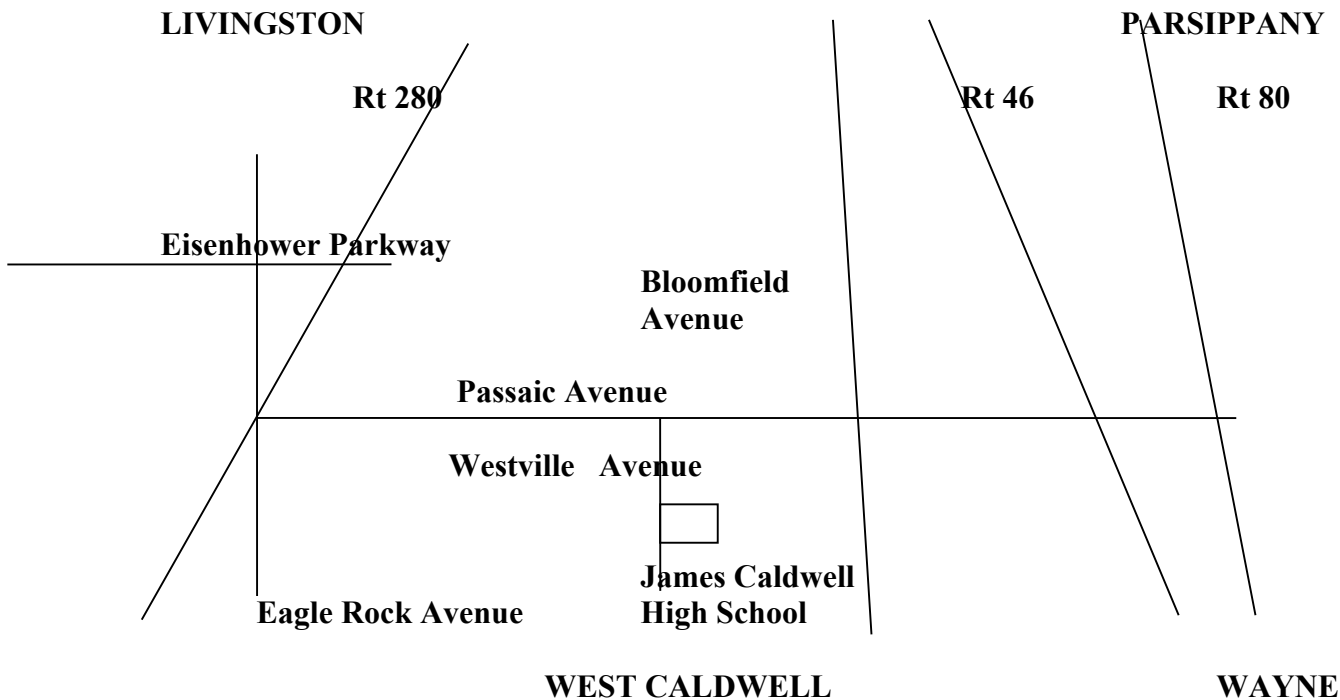 LIVINGSTON
PARSIPPANY
Rt 280
Rt 46
Rt 80
Eisenhower Parkway
Bloomfield
Avenue
Passaic Avenue
Westville Avenue
James Caldwell
High School
Eagle Rock Avenue
WEST CALDWELL
WAYNE